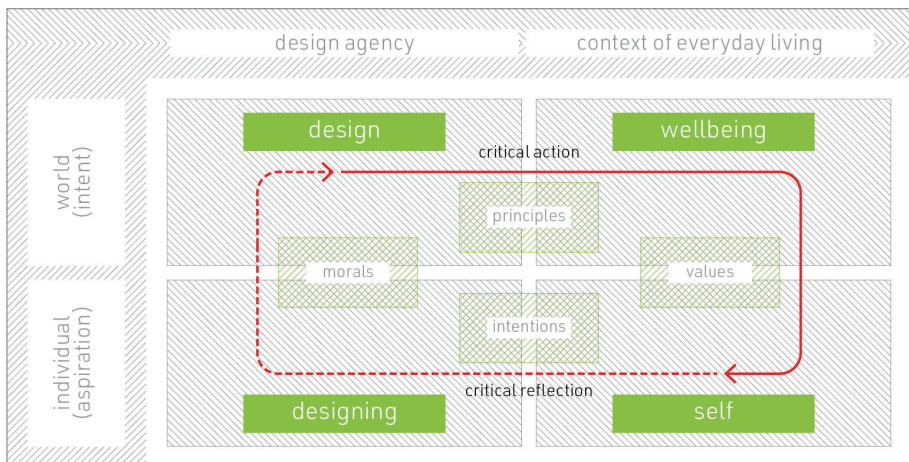 design agency
context of everyday living
world
(intent)
design
wellbeing
critical action
principles
morals
values
individual
(aspiration)
intentions
critical reflection
designing
self